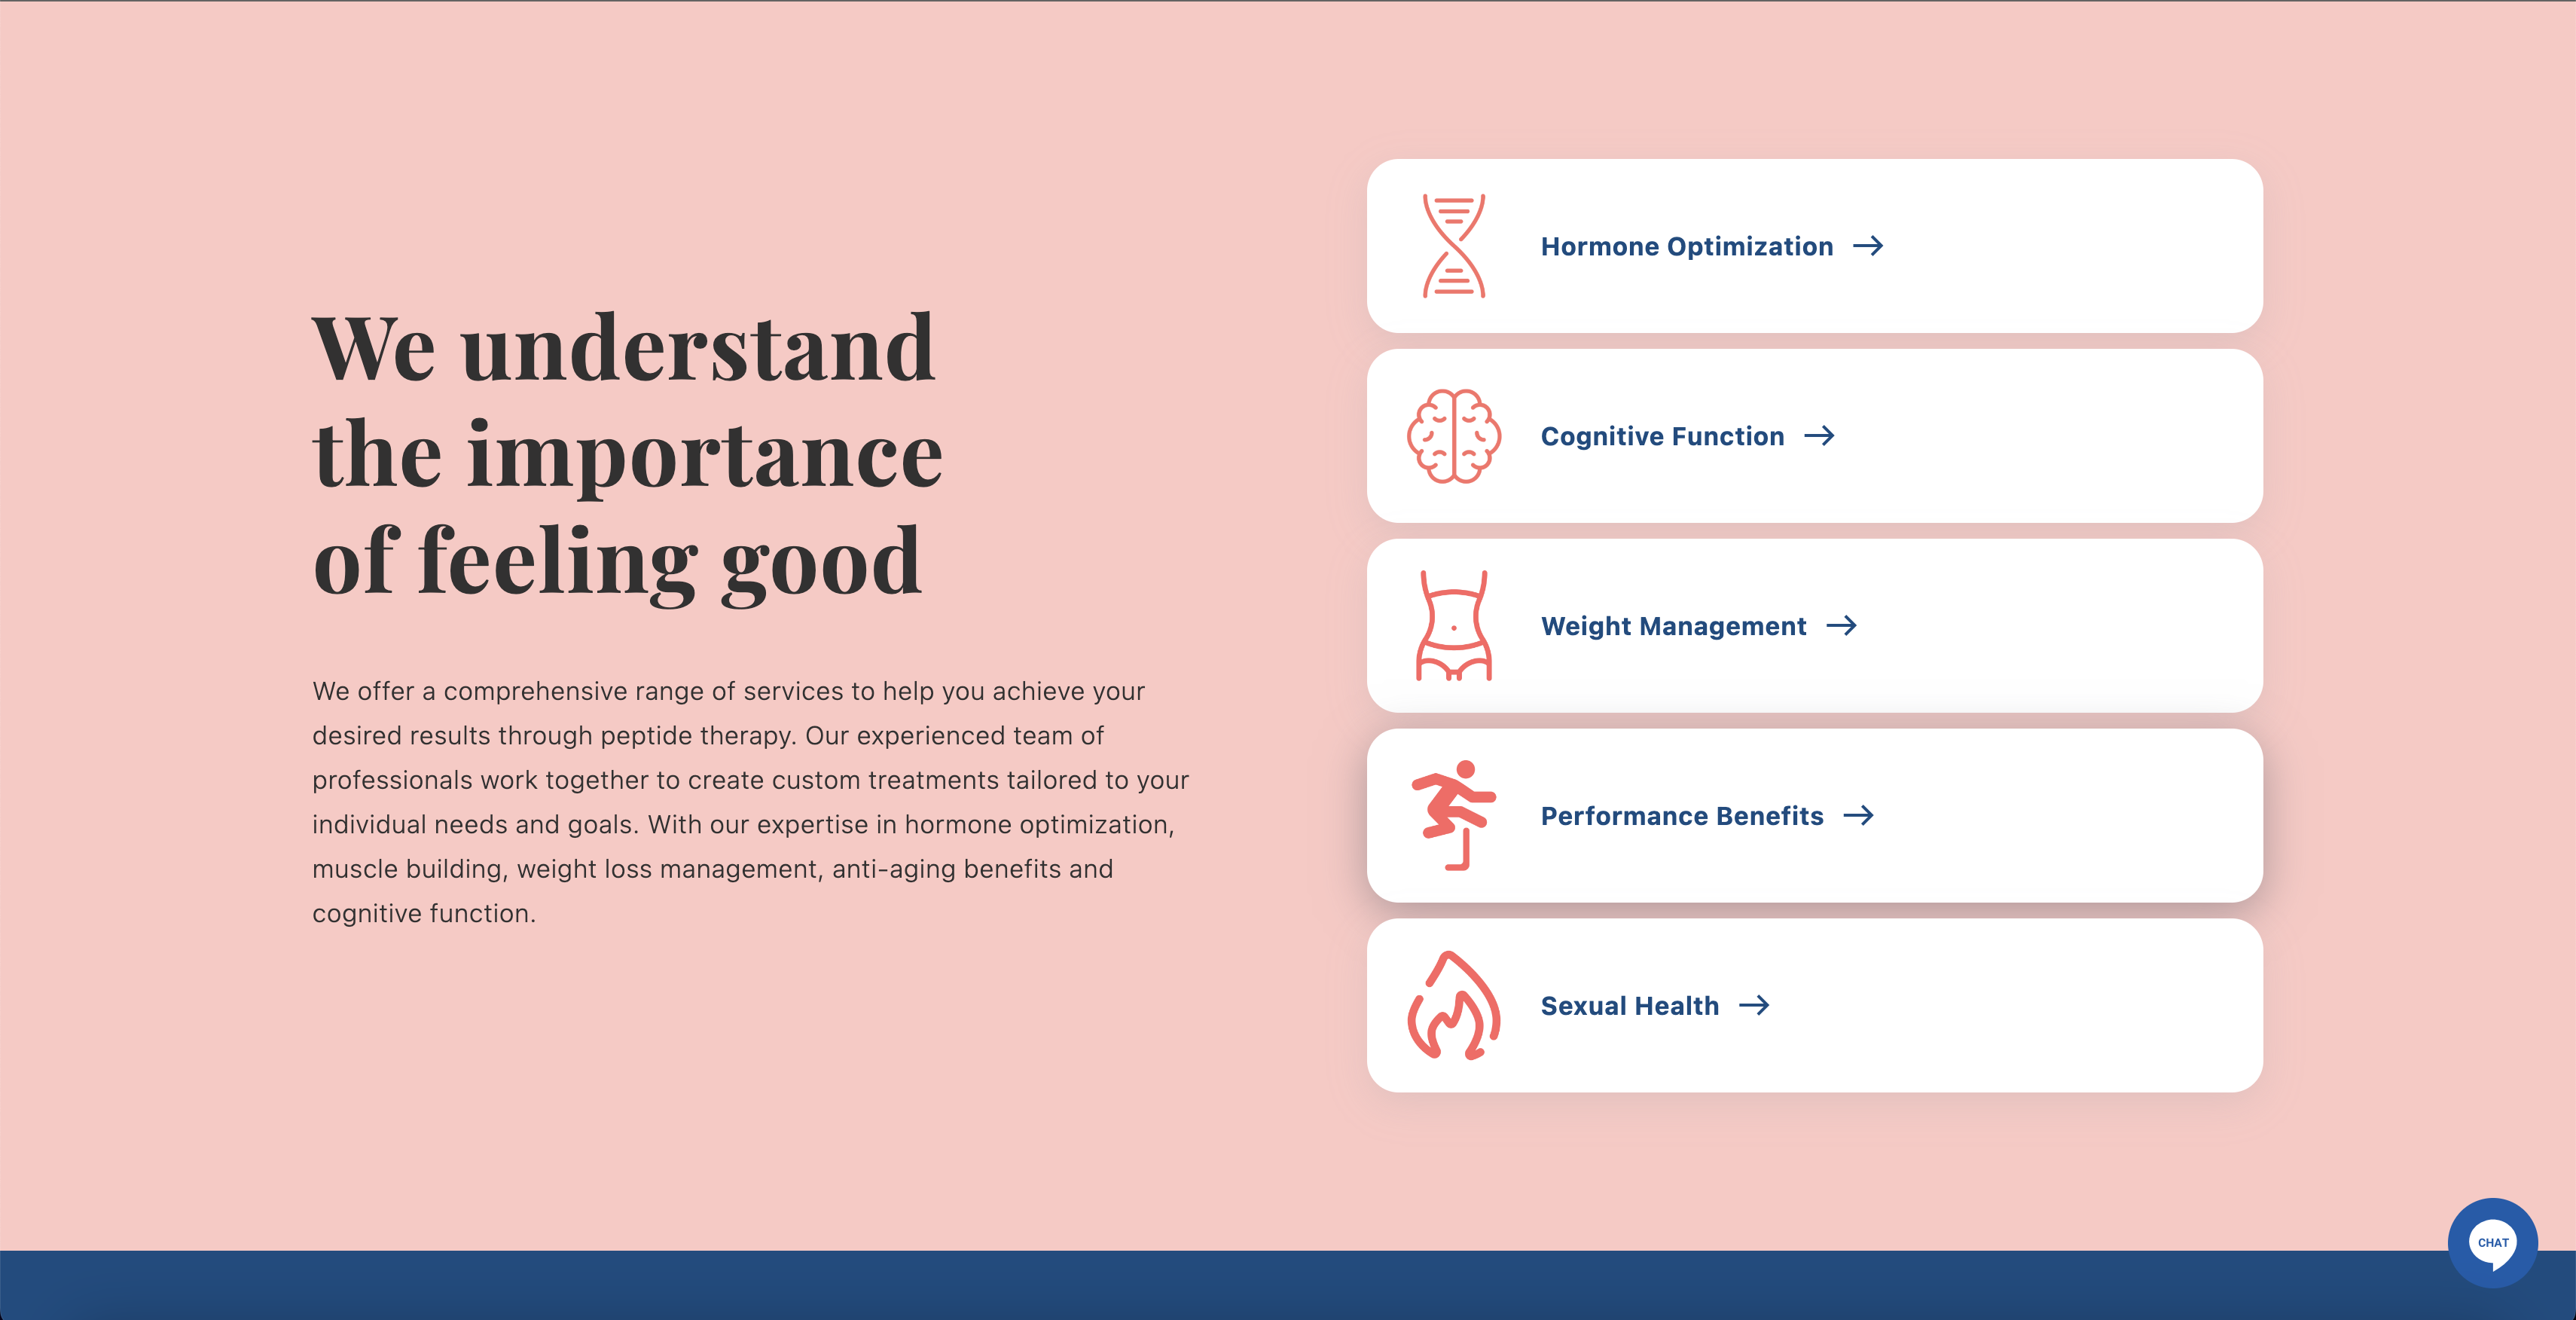 We understand
the importance
of feeling good
We offer a comprehensive range of services to help you achieve your
desired results through peptide therapy. Our experienced team of
professionals work together to create custom treatments tailored to your
individual needs and goals. With our expertise in hormone optimization,
muscle building, weight loss management, anti-aging benefits and
cognitive function.
Hormone Optimization →
Cognitive Function →
Weight Management →
Performance Benefits →
Sexual Health →
CHAT